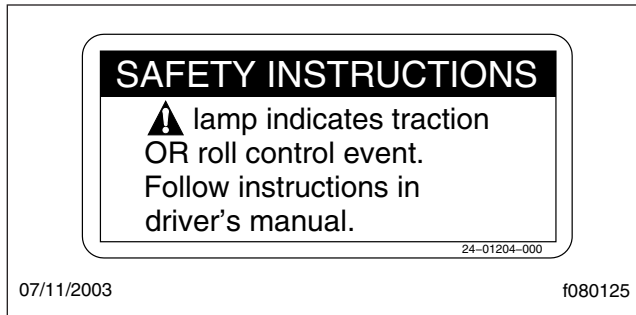 SAFETY INSTRUCTIONS
lamp indicates traction
OR roll control event.
Follow instructions in
driver's manual.
24–01204–000
07/11/2003
f080125